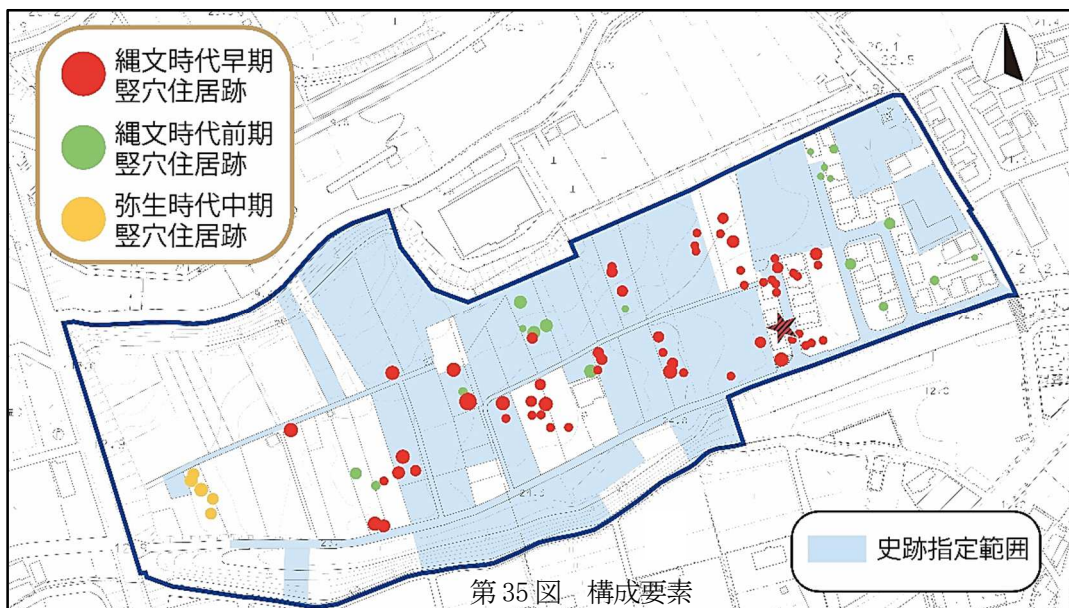 縄文時代早期
竪穴住居跡
縄文時代前期
竪穴住居跡
弥生時代中期
竪穴住居跡
史跡指定範囲
第35図 構成要素